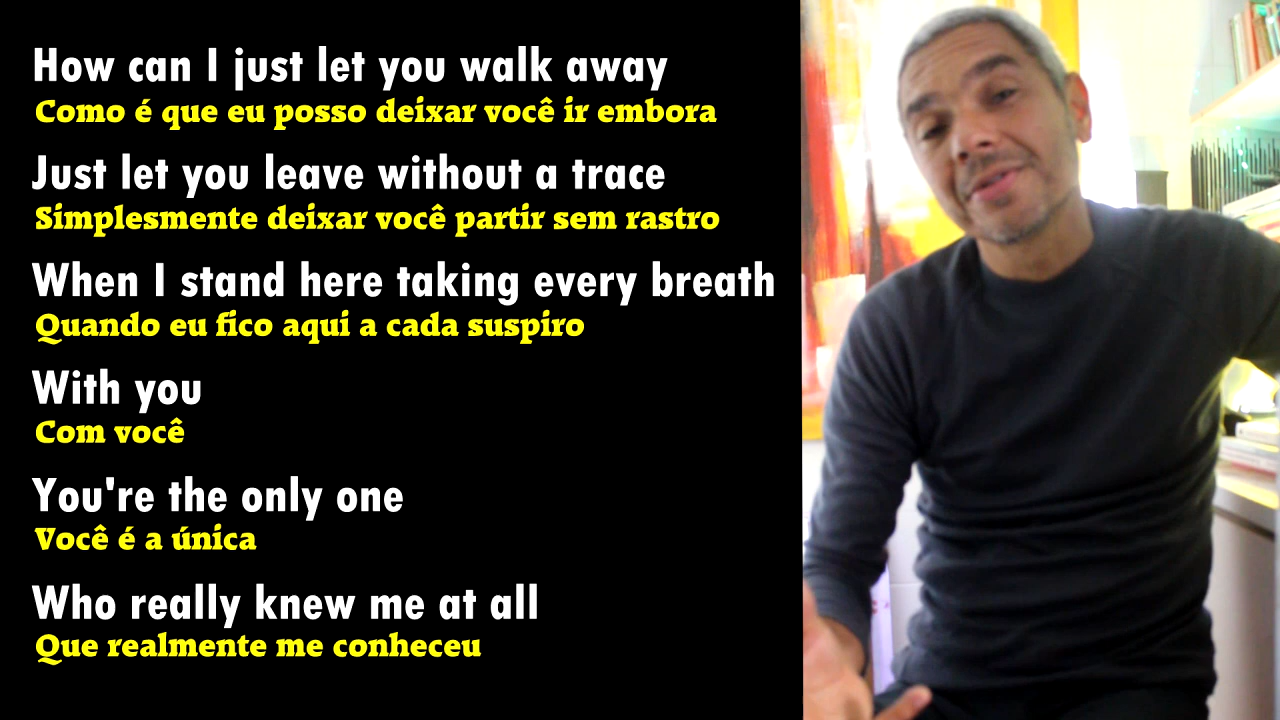 How can I just let you walk away
Como é que eu posso deixar você ir embora
Just let you leave without a trace
Simplesmente deixar você partir sem rastro
When I stand here taking every breath
Quando eu fico aqui a cada suspiro
With you
Com você
You're the only one
Você é a única
Who really knew me at all
Que realmente me conheceu